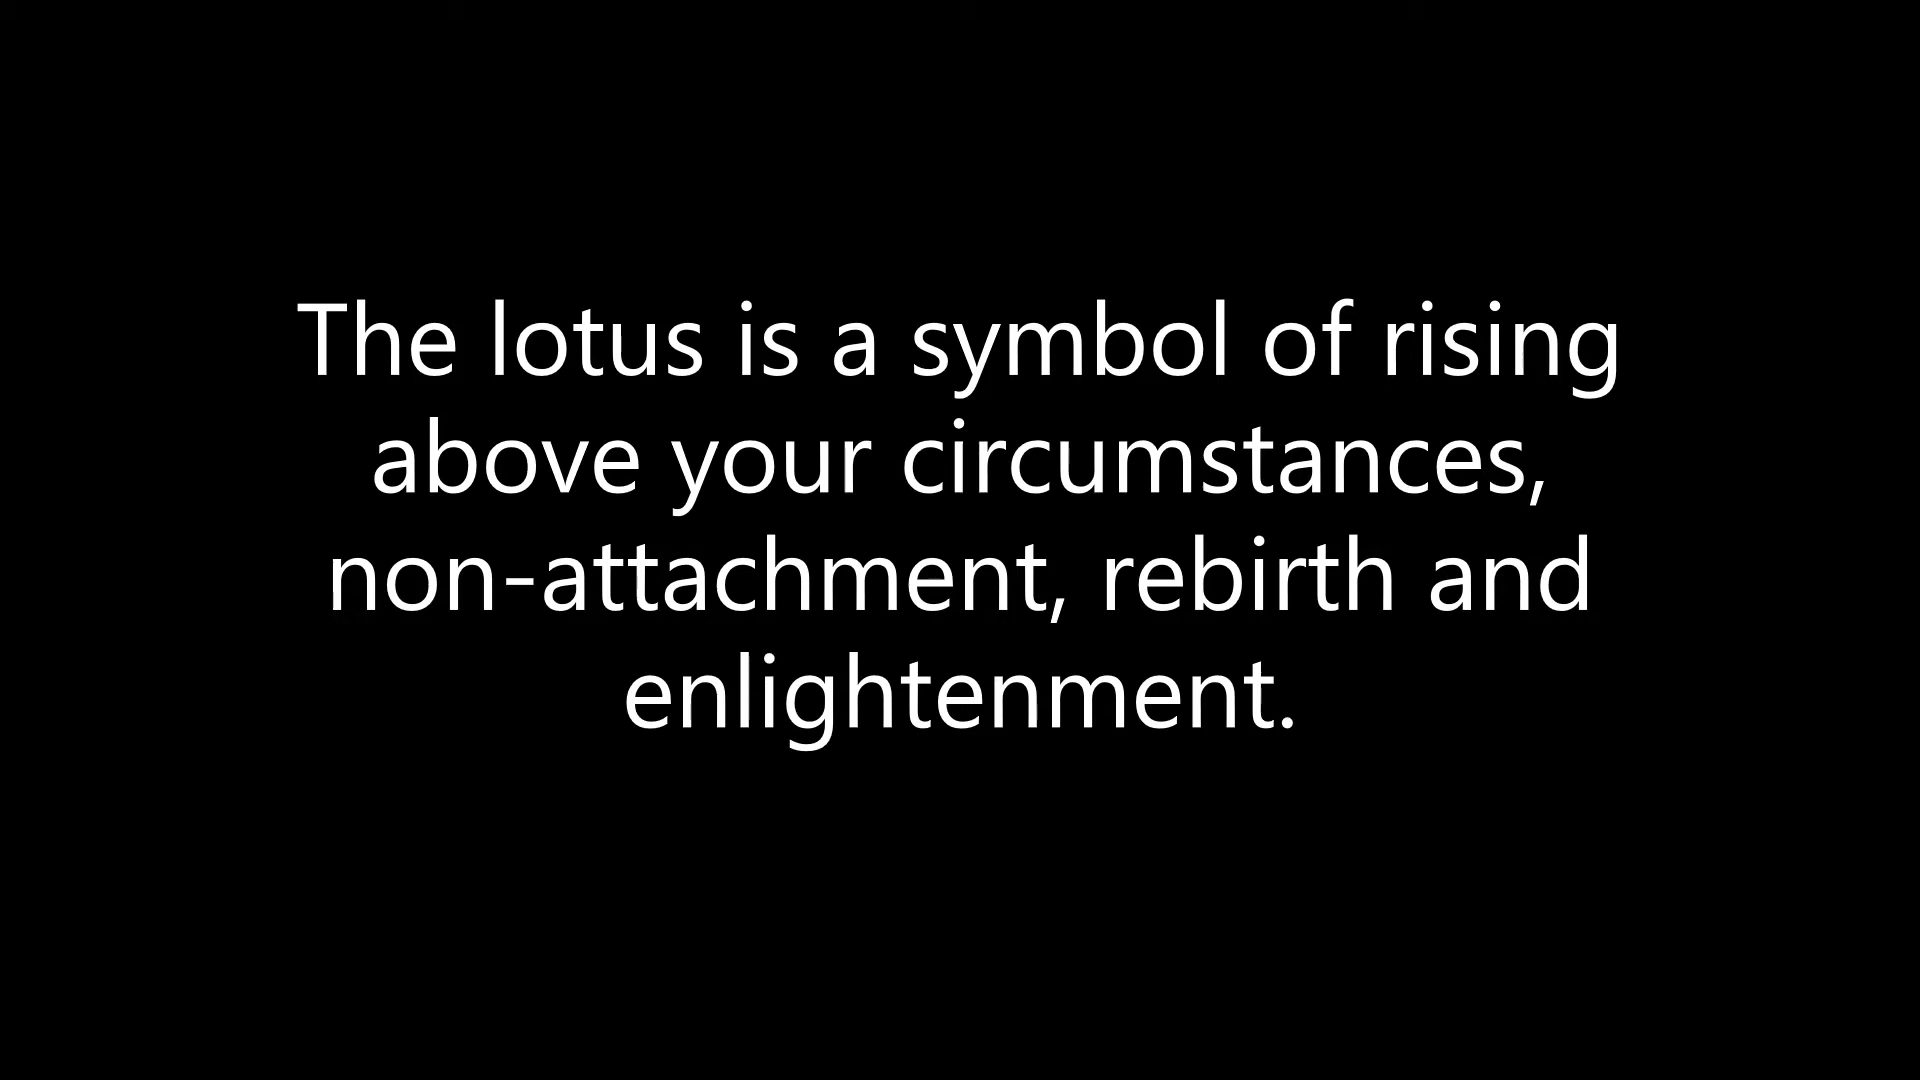 The lotus is a symbol of rising
above your circumstances,
non-attachment, rebirth and
enlightenment.